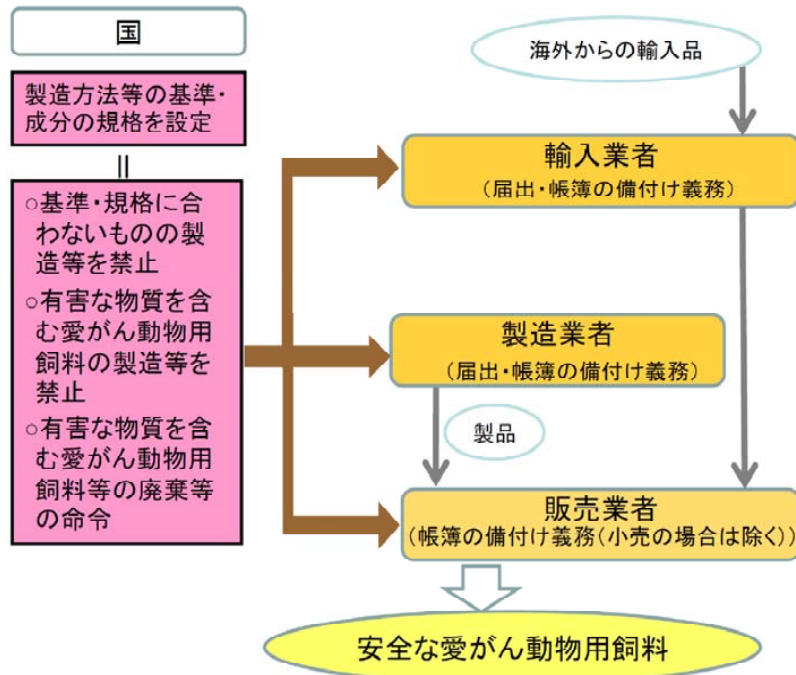 国
製造方法等の基準・
成分の規格を設定
＝
○基準・規格に合
わないものの製
造等を禁止
○有害な物質を含
む愛がん動物用
飼料の製造等を
禁止
○有害な物質を含
む愛がん動物用
飼料等の廃棄等
の命令
海外からの輸入品
輸入業者
（届出・帳簿の備付け義務）
製造業者
（届出・帳簿の備付け義務）
製品
販売業者
（帳簿の備付け義務（小売の場合は除く））
安全な愛がん動物用飼料